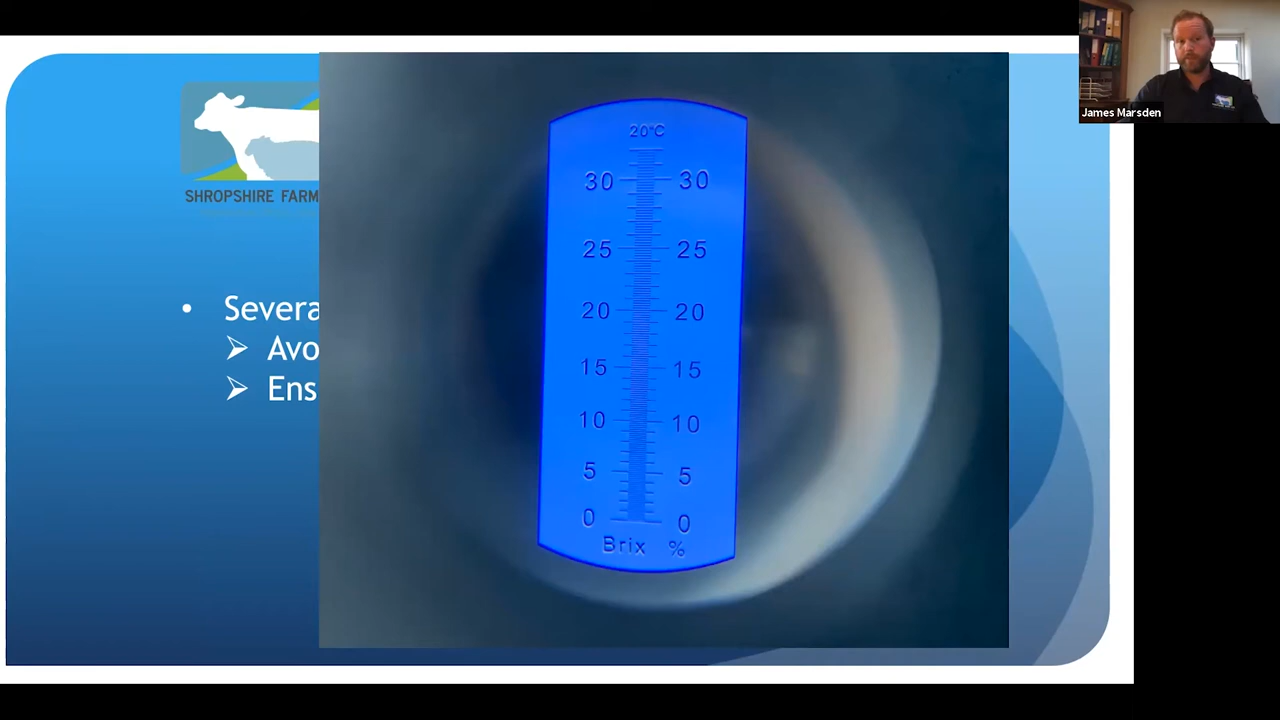 James Marsden
SHROPSHIRE FARM
• Severa
➢ Avo
➢ Ens
20°C
30 30
25 25
20 20
15 15
10 10
5 5
0 0
Brix %